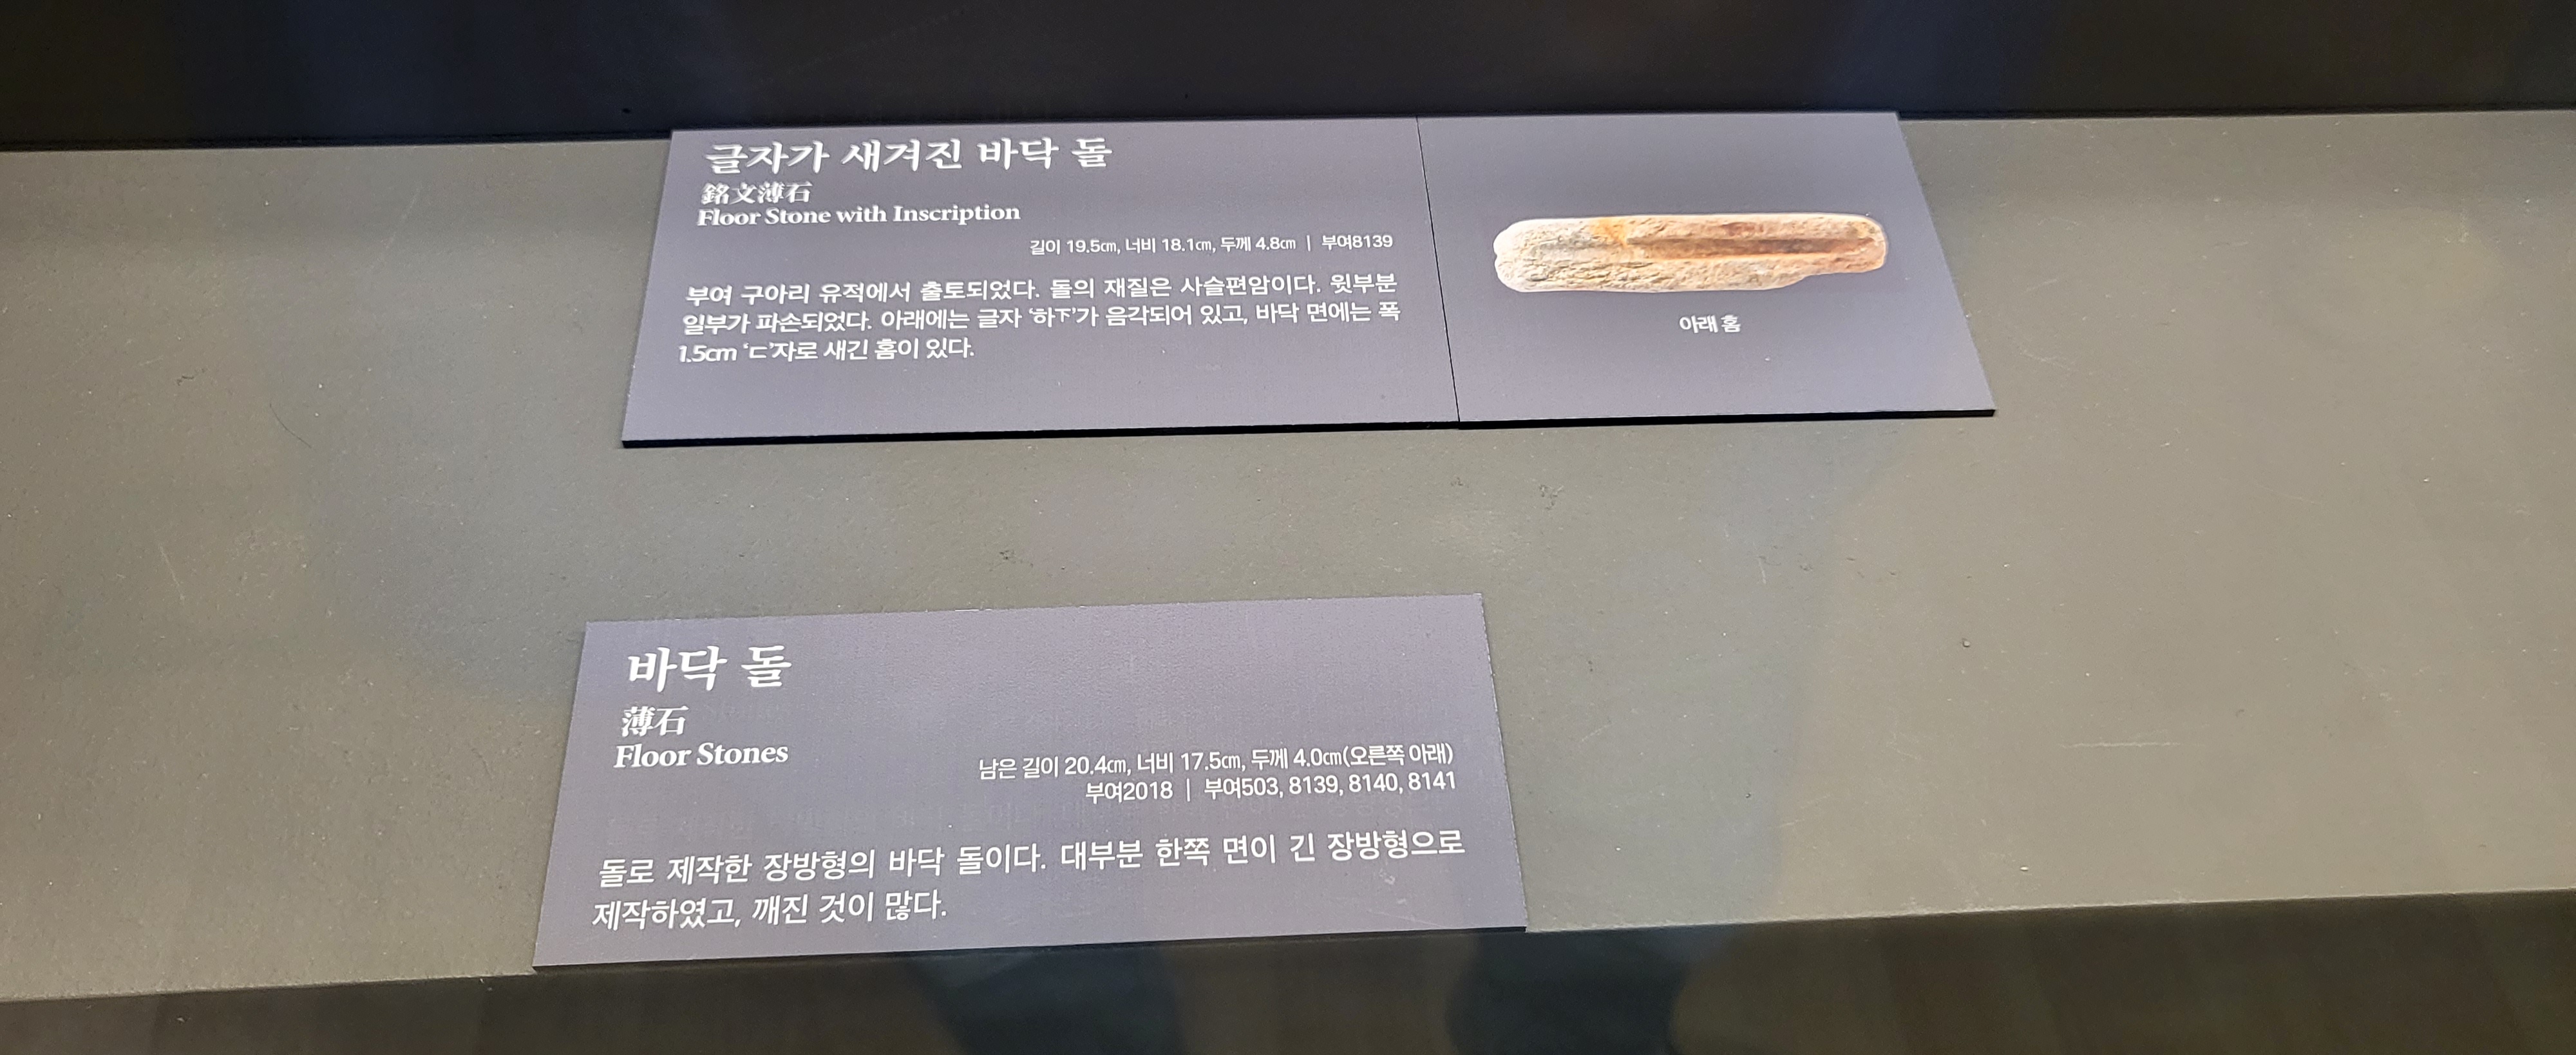 글자가 새겨진 바닥 돌
銘文薄石
Floor Stone with Inscription
길이 19.5㎝, 너비 18.1㎝, 두께 4.8㎝ | 부여8139
부여 구아리 유적에서 출토되었다. 돌의 재질은 사슬편암이다. 윗부분
일부가 파손되었다. 아래에는 글자 ‘하下’가 음각되어 있고, 바닥 면에는 폭
1.5cm ‘ㄷ’자로 새긴 홈이 있다.
아래 홈
바닥 돌
薄石
Floor Stones
남은 길이 20.4㎝, 너비 17.5㎝, 두께 4.0㎝(오른쪽 아래)
부여2018 | 부여503, 8139, 8140, 8141
돌로 제작한 장방형의 바닥 돌이다. 대부분 한쪽 면이 긴 장방형으로
제작하였고, 깨진 것이 많다.